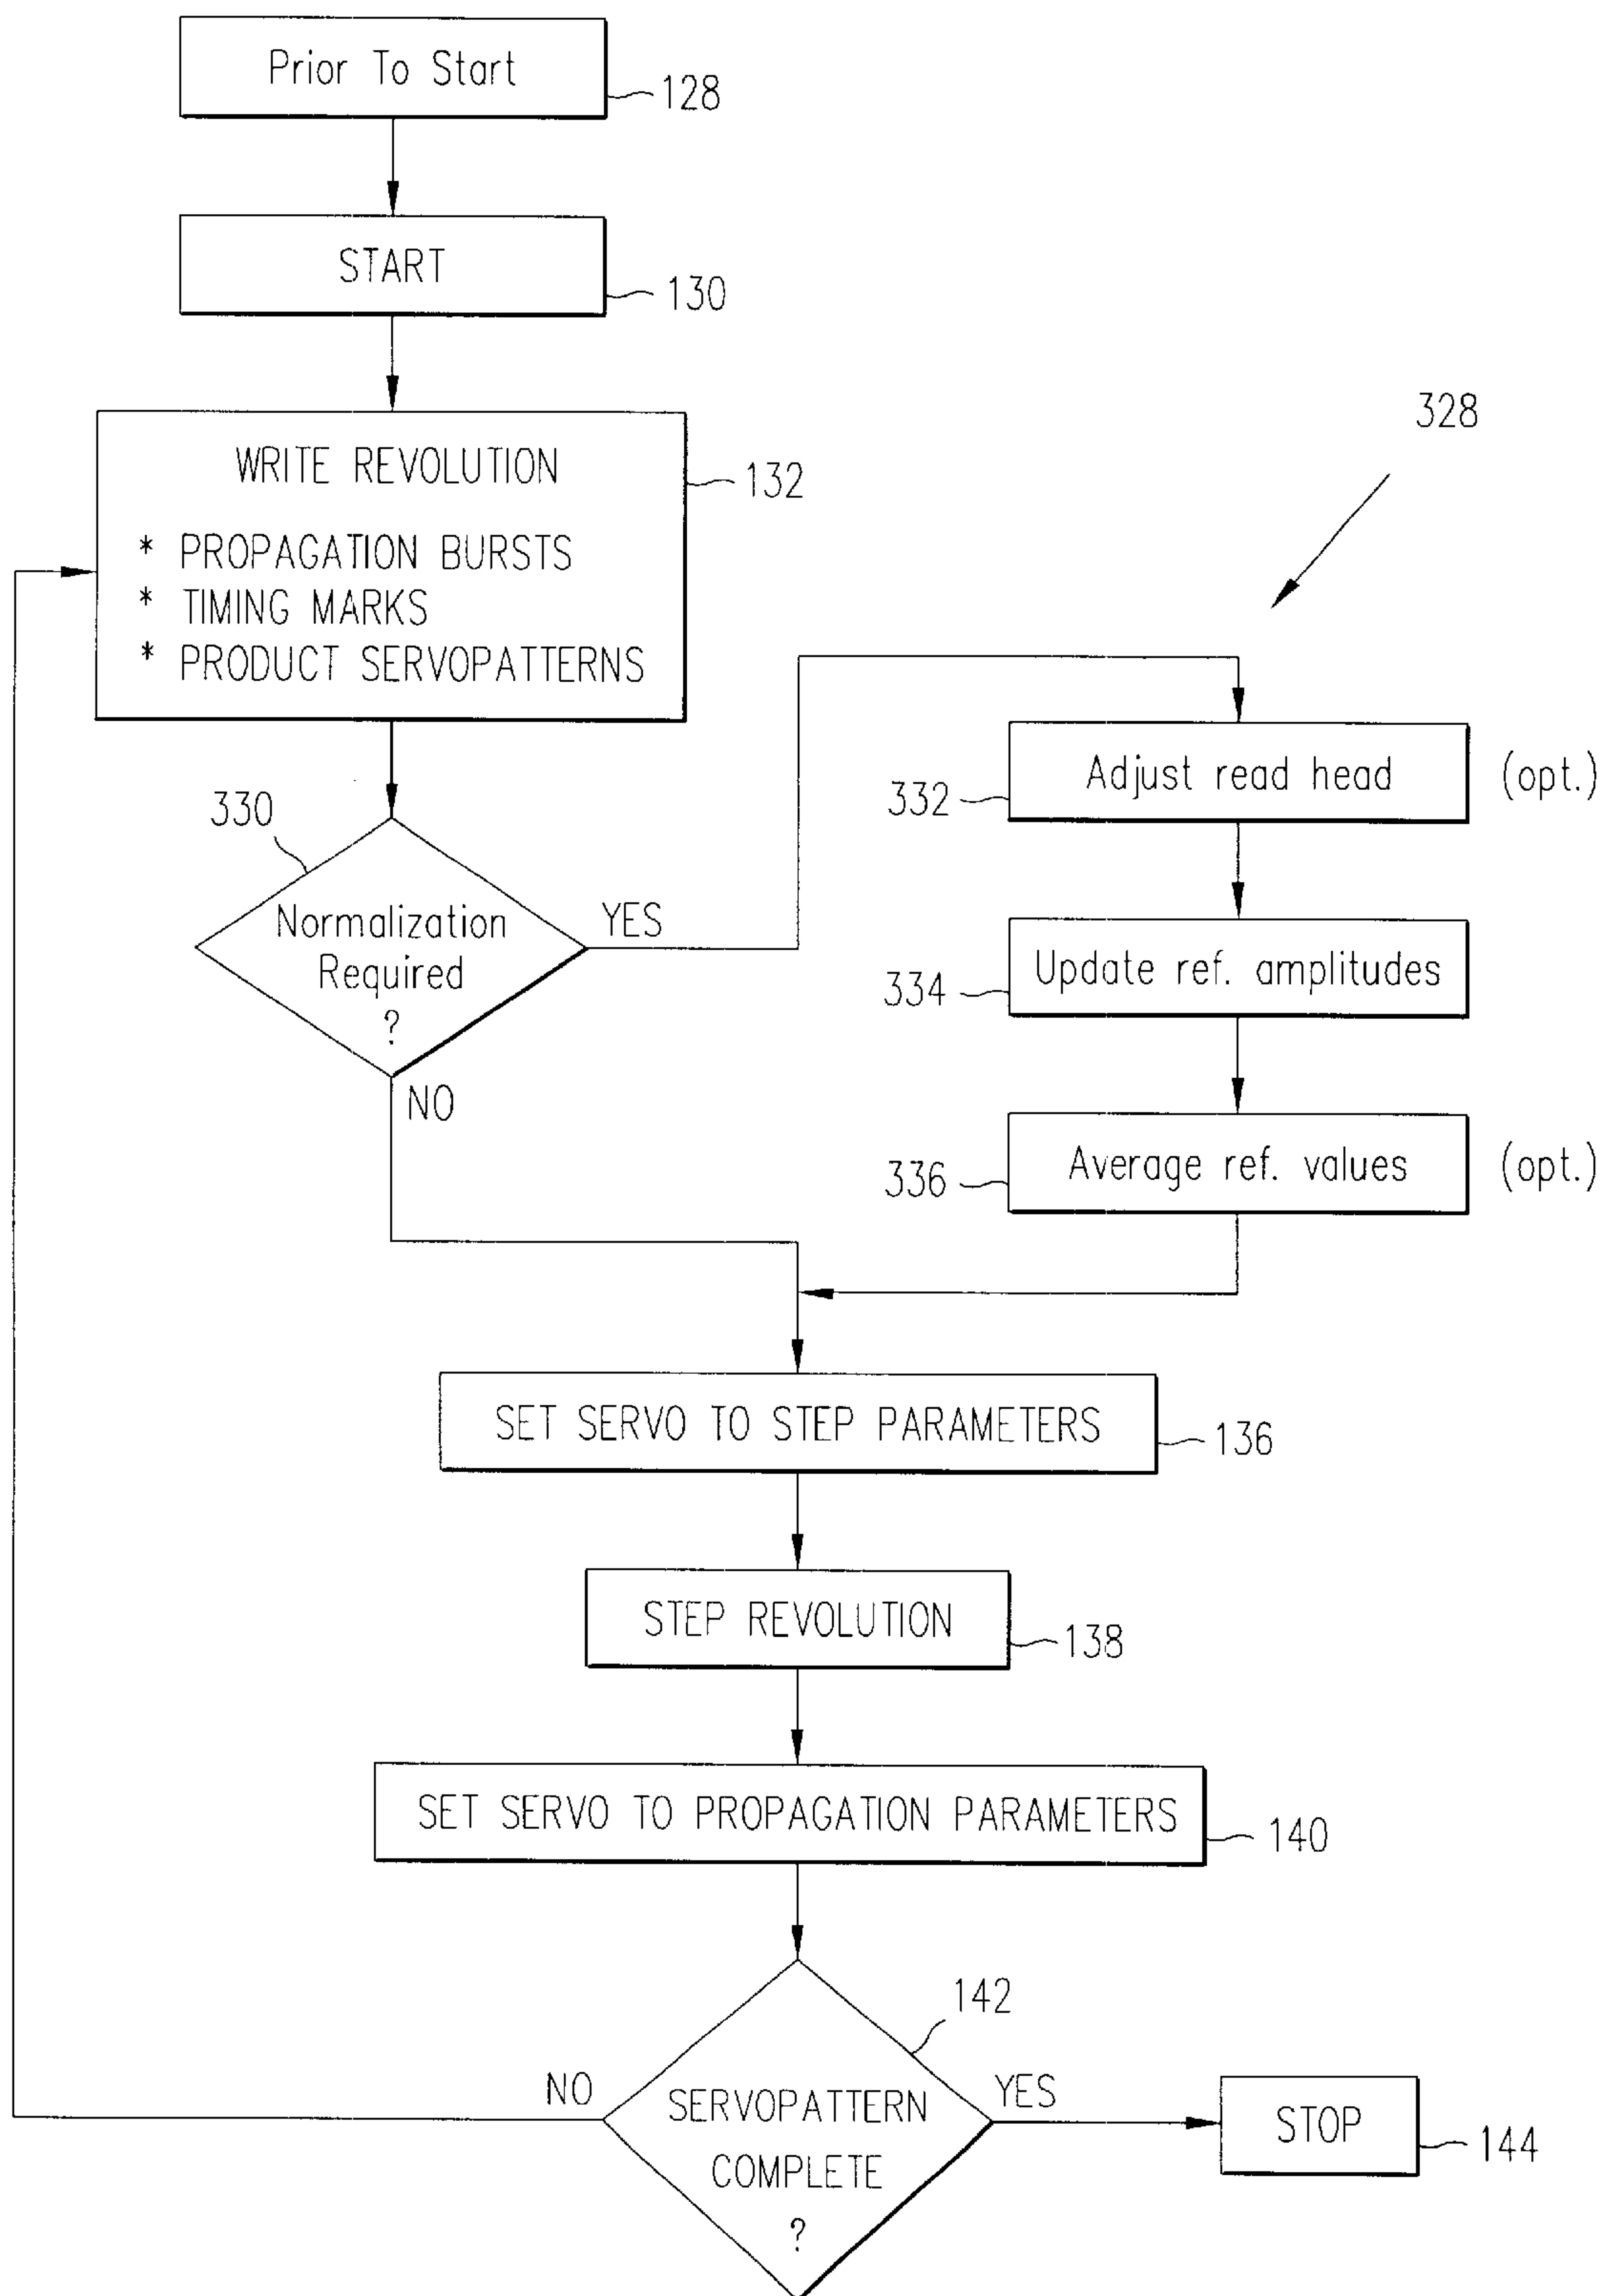 Prior To Start
128
START
130
328
WRITE REVOLUTION
132
* PROPAGATION BURSTS
* TIMING MARKS
* PRODUCT SERVOPATTERNS
Adjust read head
(opt.)
332
330
Normalization
Required
?
YES
NO
Update ref. amplitudes
334
Average ref. values
(opt.)
336
SET SERVO TO STEP PARAMETERS
136
STEP REVOLUTION
138
SET SERVO TO PROPAGATION PARAMETERS
140
142
NO
SERVOPATTERN
COMPLETE
?
YES
STOP
144